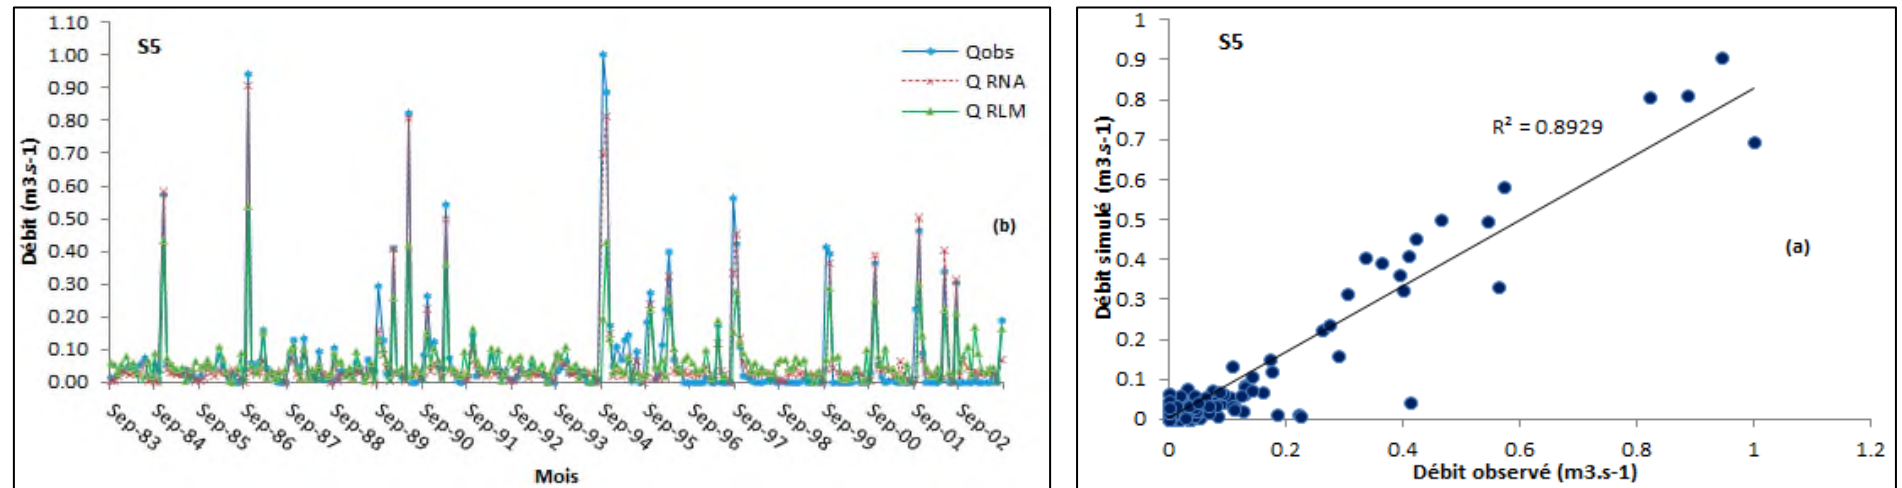 S5
Débit (m3.s-1)
1.10
1.00
0.90
0.80
0.70
0.60
0.50
0.40
0.30
0.20
0.10
0.00
Qobs
Q RNA
Q RLM
(b)
Sep-83
Sep-84
Sep-85
Sep-86
Sep-87
Sep-88
Sep-89
Sep-90
Sep-91
Sep-92
Sep-93
Sep-94
Sep-95
Sep-96
Sep-97
Sep-98
Sep-99
Sep-00
Sep-01
Sep-02
Mois
S5
Débit simulé (m3.s-1)
1
0.9
0.8
0.7
0.6
0.5
0.4
0.3
0.2
0.1
0
R² = 0.8929
(a)
0 0.2 0.4 0.6 0.8 1 1.2
Débit observé (m3.s-1)